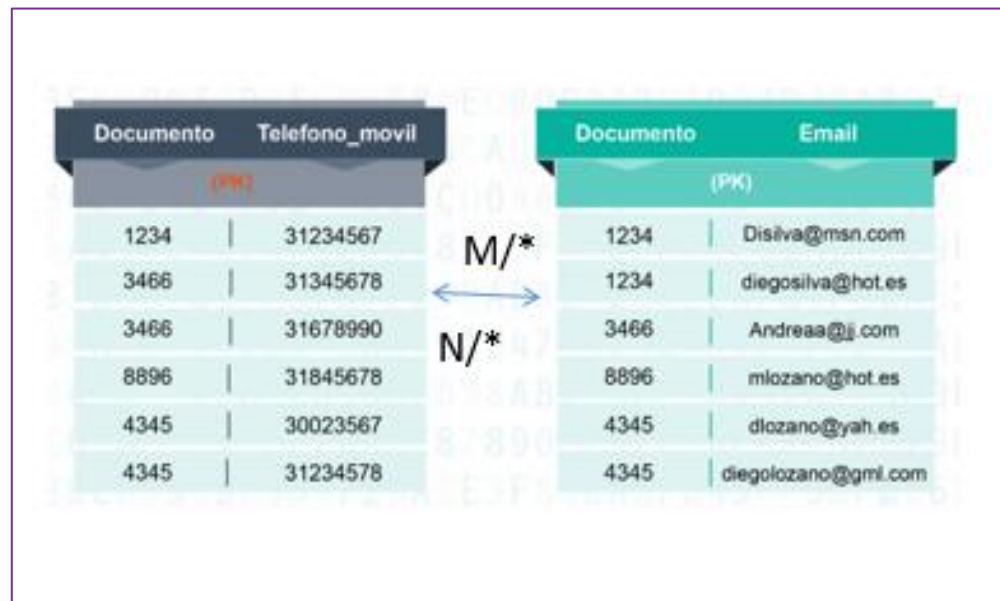 Documento Telefono_movil
(PK)
1234 31234567
3466 31345678
3466 31678990
8896 31845678
4345 30023567
4345 31234578
M/*
N/*
Documento Email
(PK)
1234 Disilva@msn.com
1234 diegosilva@hot.es
3466 Andreaa@jj.com
8896 mlozano@hot.es
4345 dlozano@yah.es
4345 diegolozano@gml.com